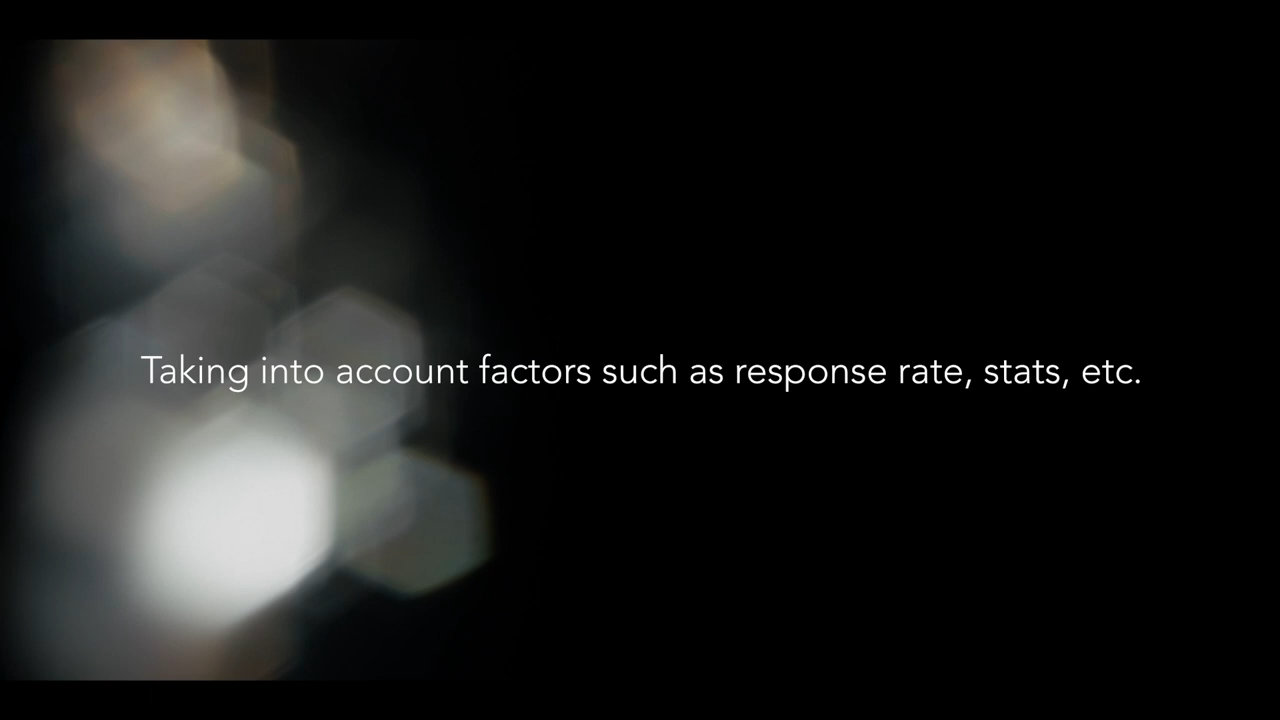 Taking into account factors such as response rate, stats, etc.